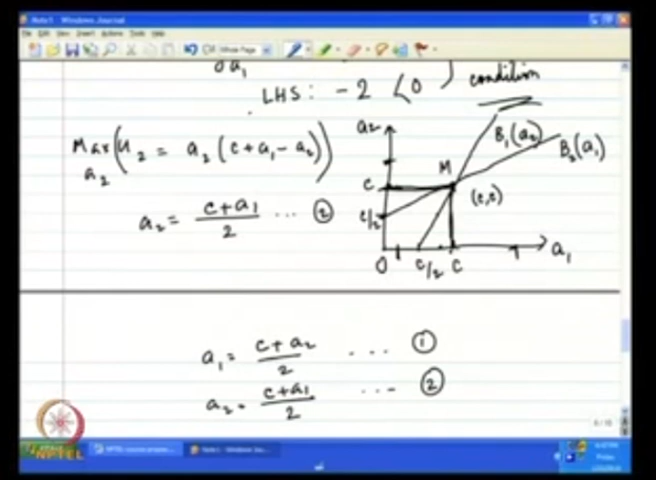 Note1 - Windows Journal
File Edit View Insert Actions Tools Help
Whole Page
∂a₁
LHS : -2 < 0 ) condition
Max (U₂ = a₂ (c + a₁ - a₂))
a₂
a₂ = (c + a₁)/2 ... ②
a₂
B₁(a₂)
B₂(a₁)
M
c
(c,c)
c/2
O c/2 c a₁
a₁ = (c + a₂)/2 ... ①
a₂ = (c + a₁)/2 ... ②
NPTEL